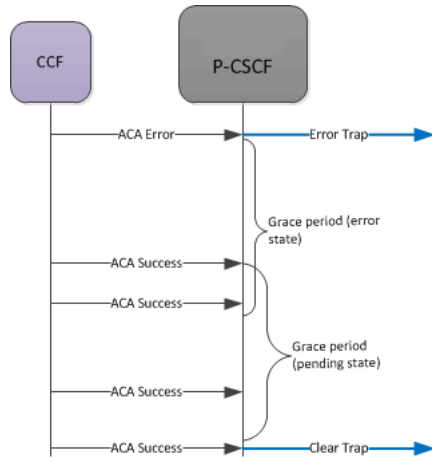 CCF
P-CSCF
ACA Error
Error Trap
Grace period (error
state)
ACA Success
ACA Success
Grace period
(pending state)
ACA Success
ACA Success
Clear Trap